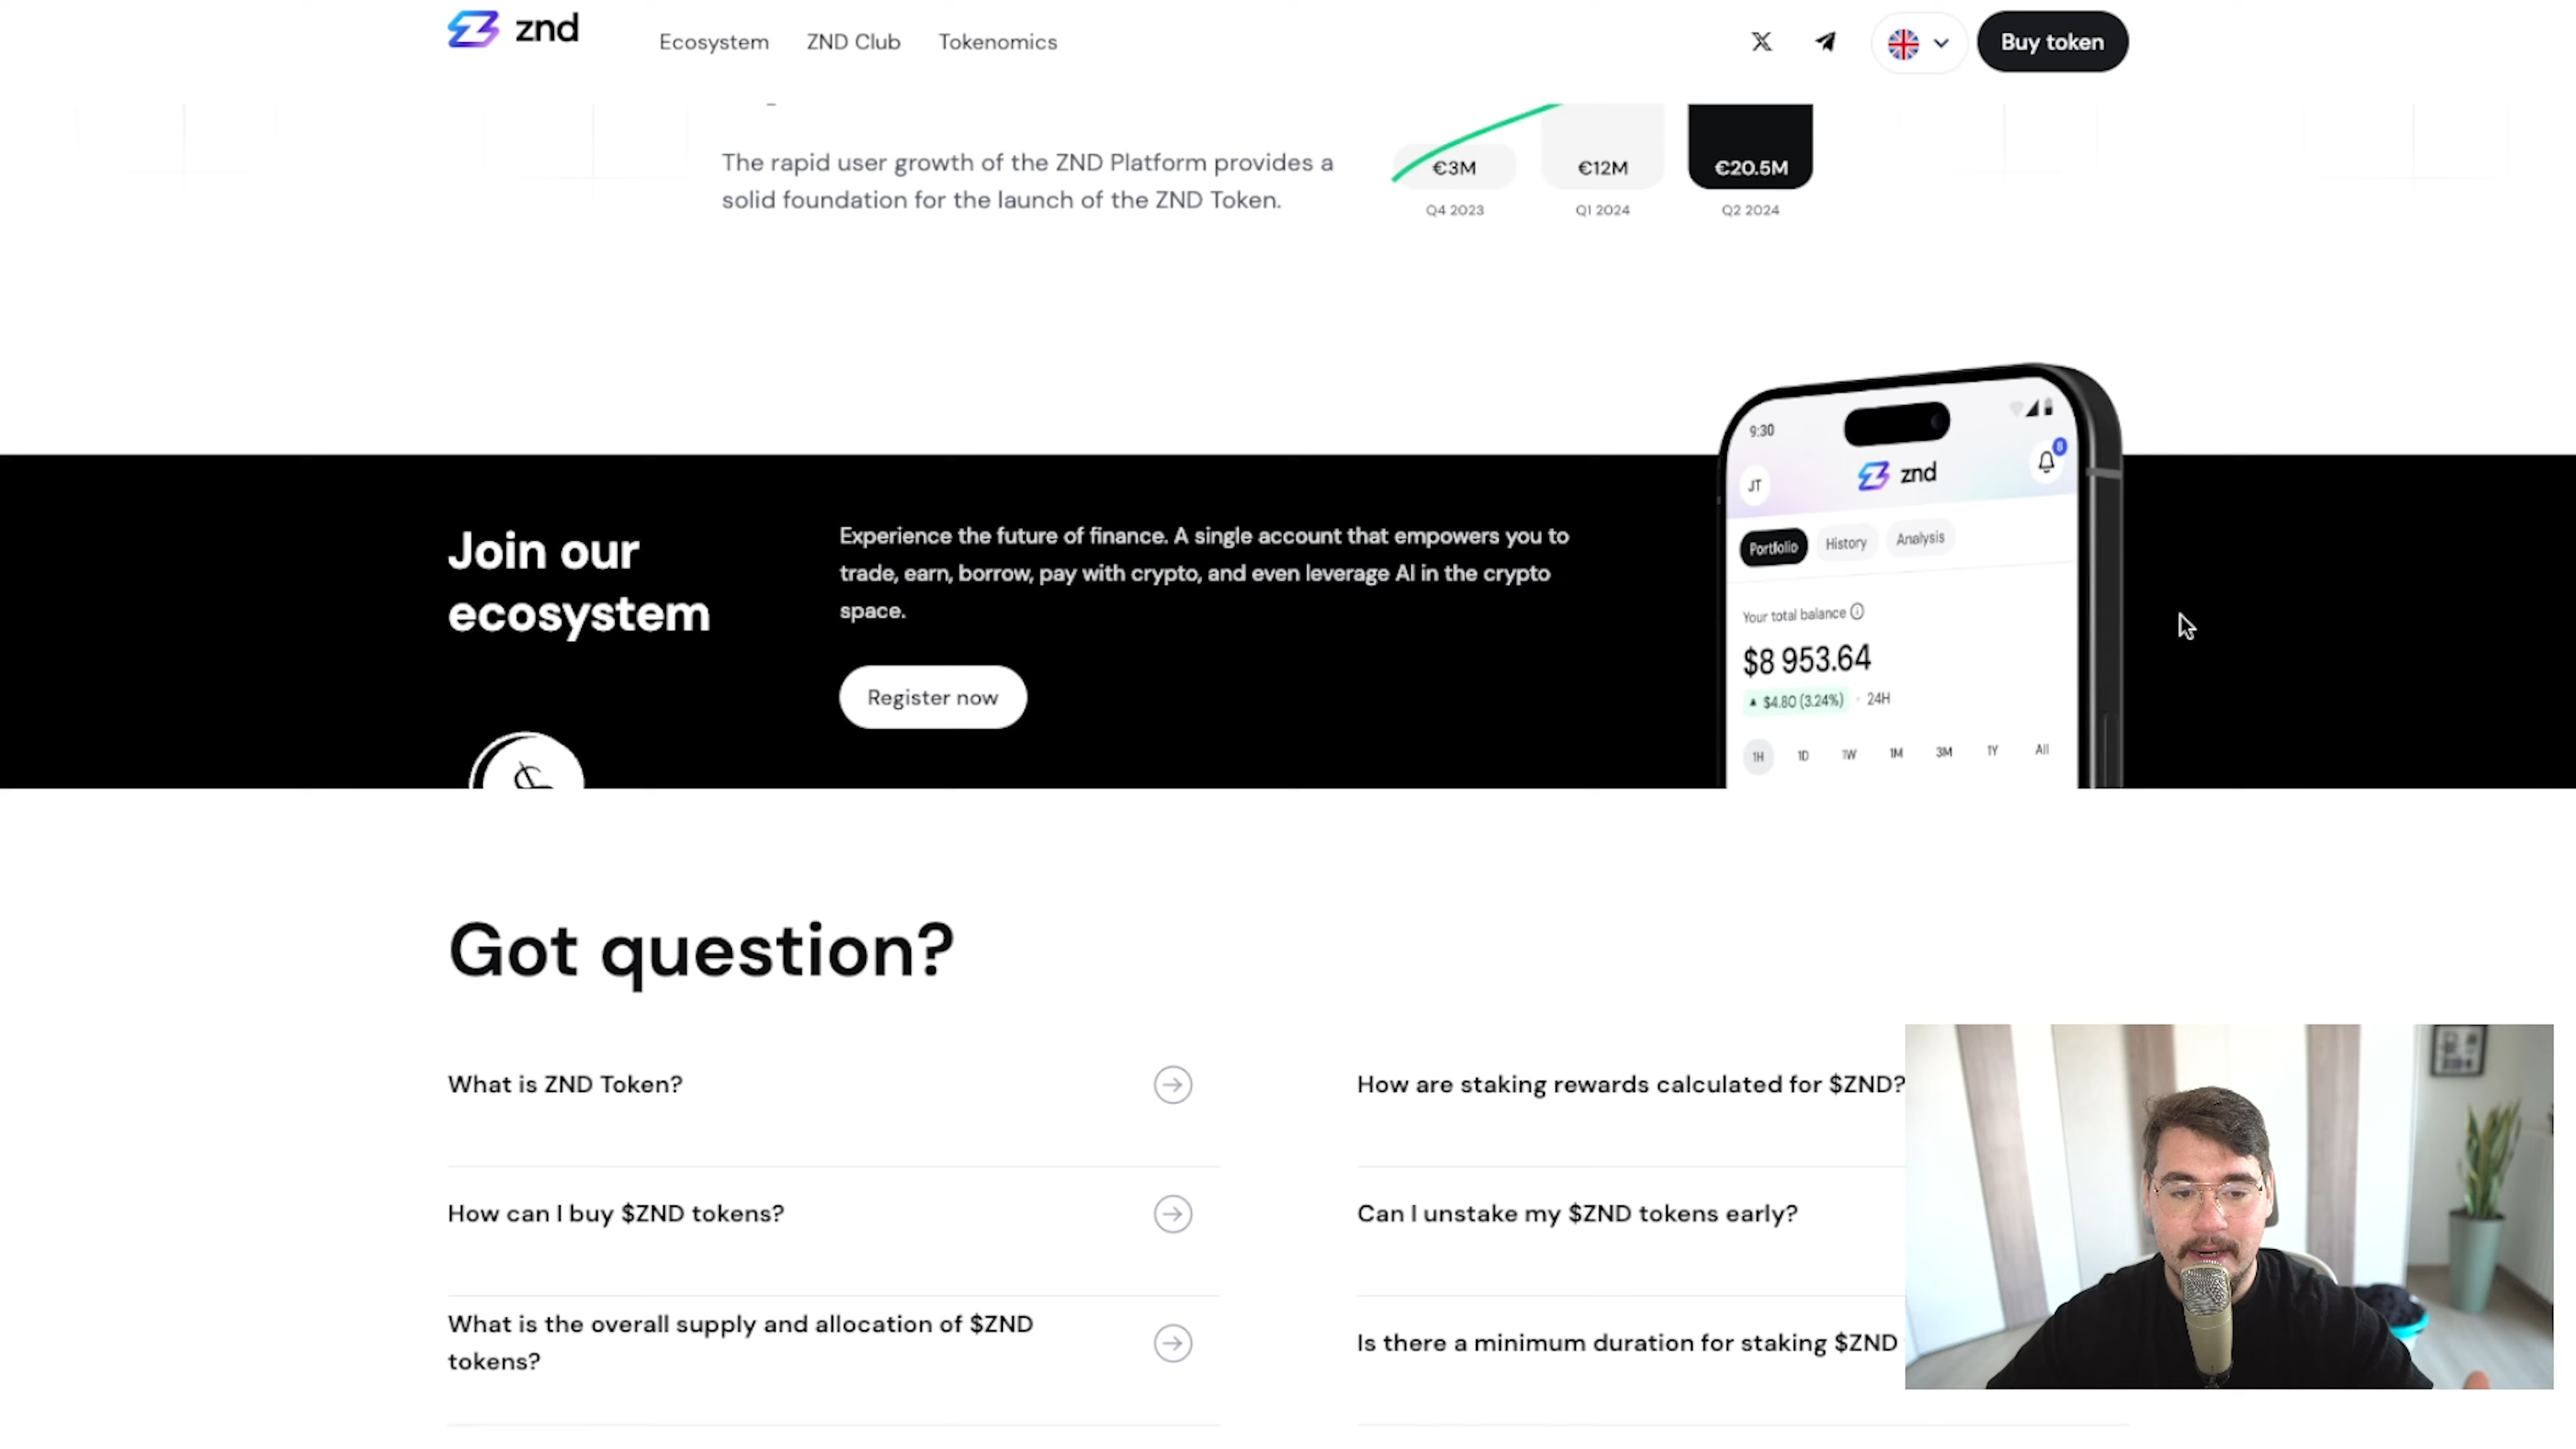 znd
Ecosystem
ZND Club
Tokenomics
Buy token
The rapid user growth of the ZND Platform provides a
solid foundation for the launch of the ZND Token.
€3M
€12M
€20.5M
Q4 2023
Q1 2024
Q2 2024
Join our
ecosystem
Experience the future of finance. A single account that empowers you to
trade, earn, borrow, pay with crypto, and even leverage AI in the crypto
space.
Register now
9:30
JT
znd
8
Portfolio
History
Analysis
Your total balance
$8 953.64
$4.80 (3.24%) · 24H
1H
1D
1W
1M
3M
1Y
All
Got question?
What is ZND Token?
How can I buy $ZND tokens?
What is the overall supply and allocation of $ZND
tokens?
How are staking rewards calculated for $ZND?
Can I unstake my $ZND tokens early?
Is there a minimum duration for staking $ZND